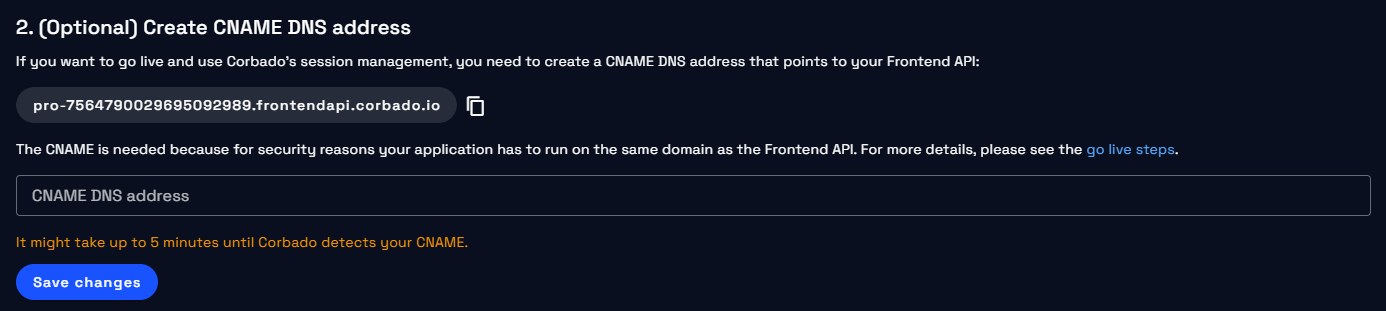 2. (Optional) Create CNAME DNS address
If you want to go live and use Corbado's session management, you need to create a CNAME DNS address that points to your Frontend API:
pro-7564790029695092989.frontendapi.corbado.io
The CNAME is needed because for security reasons your application has to run on the same domain as the Frontend API. For more details, please see the go live steps.
CNAME DNS address
It might take up to 5 minutes until Corbado detects your CNAME.
Save changes